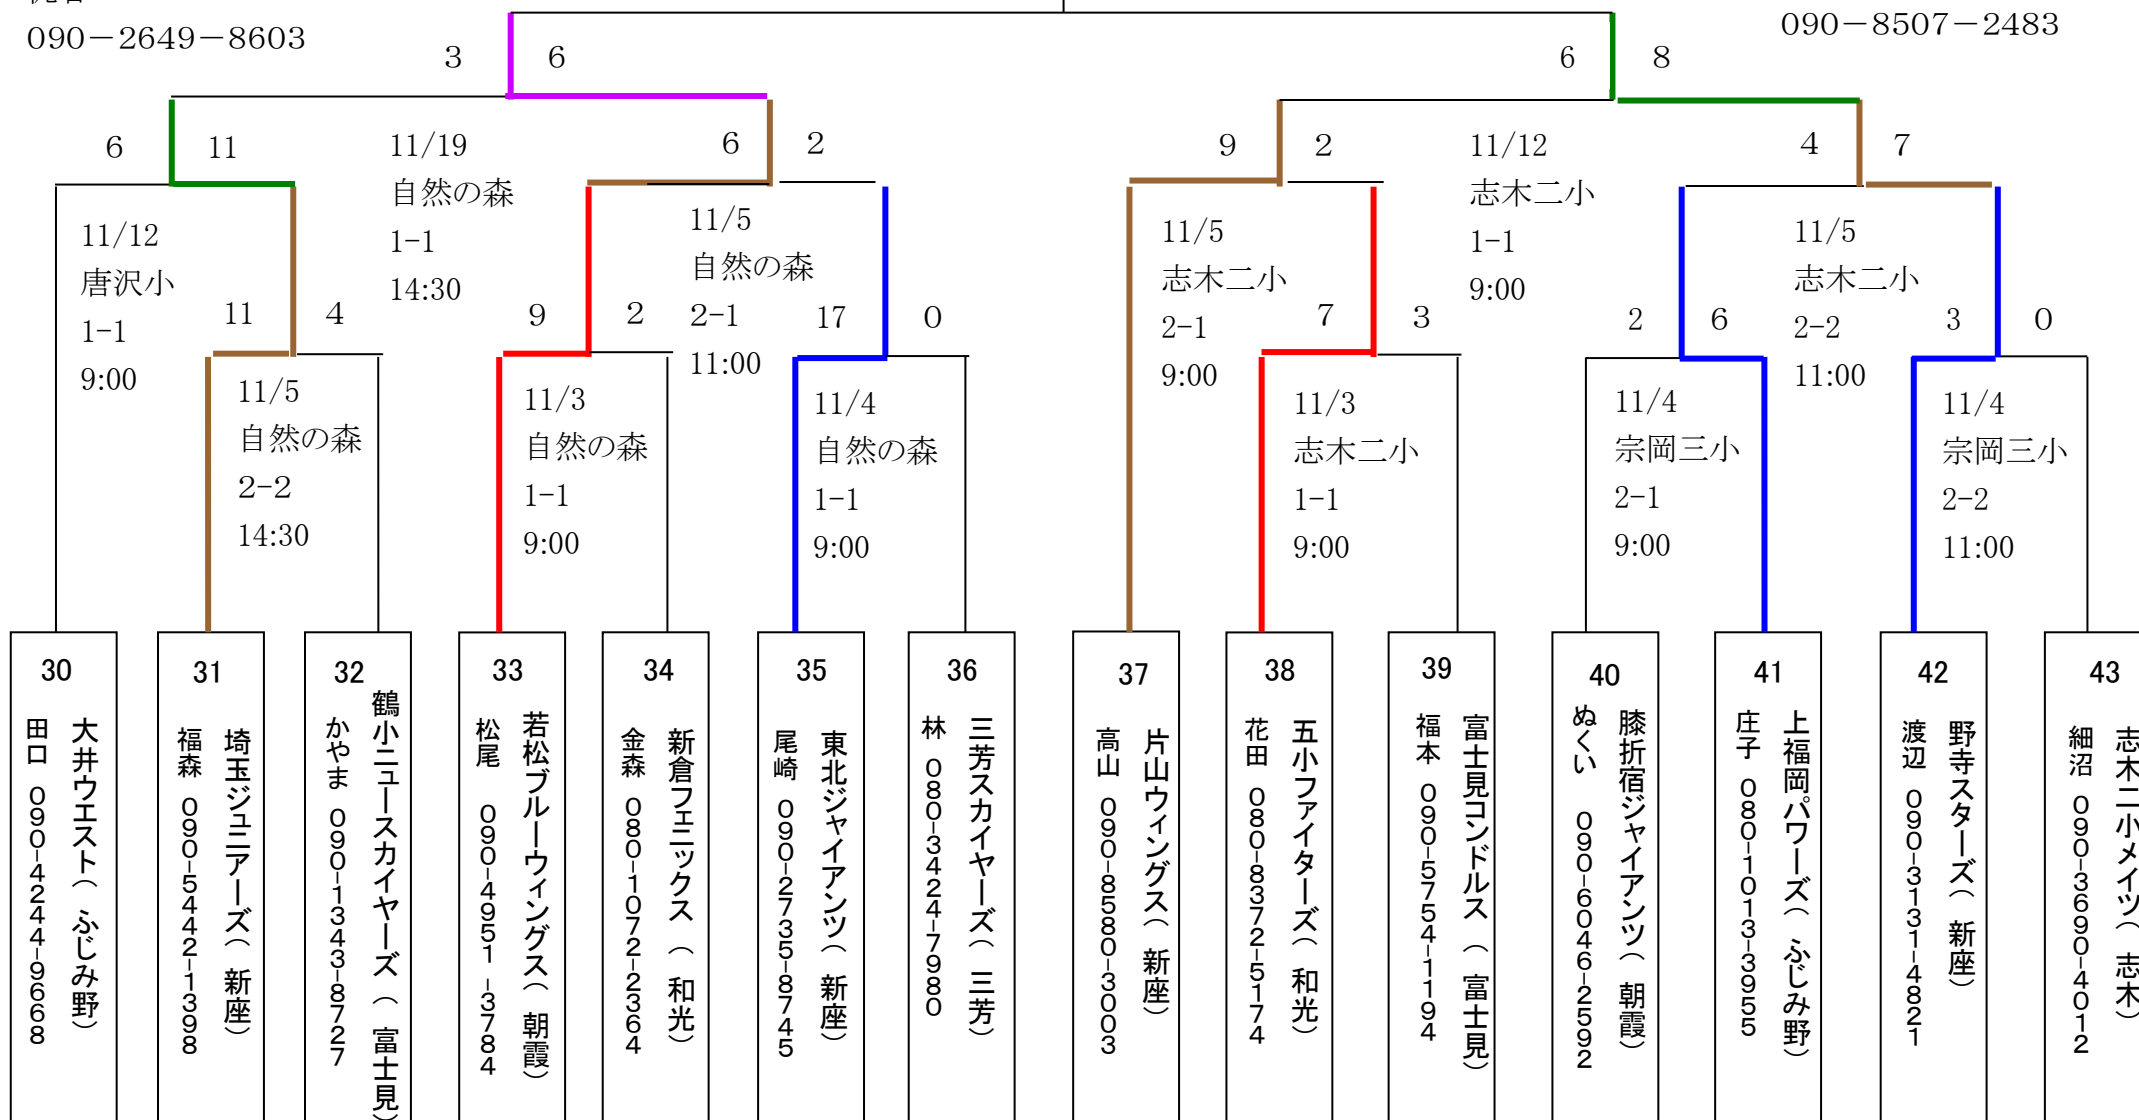 090−2649−8603
090−8507−2483
3 6
6 8
6 11
11/19
自然の森
1-1
14:30
6 2
9 2
11/12
志木二小
1-1
9:00
4 7
11/12
唐沢小
1-1
9:00
11/5
自然の森
2-1
11:00
11/5
志木二小
2-1
9:00
11/5
志木二小
2-2
11:00
11 4
9 2
17 0
7 3
2 6
3 0
11/5
自然の森
2-2
14:30
11/3
自然の森
1-1
9:00
11/4
自然の森
1-1
9:00
11/3
志木二小
1-1
9:00
11/4
宗岡三小
2-1
9:00
11/4
宗岡三小
2-2
11:00
30
大井ウエスト（ ふじみ野）
田口 090-4244-9668
31
埼玉ジュニアーズ（ 新座）
福森 090-5442-1398
32
鶴小ニュースカイヤーズ（ 富士見）
かやま 090-1343-8727
33
若松ブルーウィングス（ 朝霞）
松尾 090-4951 -3784
34
新倉フェニックス （ 和光）
金森 080-1072-2364
35
東北ジャイアンツ（ 新座）
尾崎 090-2735-8745
36
三芳スカイヤーズ（ 三芳）
林 080-3424-7980
37
片山ウィングス（ 新座）
高山 090-8580-3003
38
五小ファイターズ（ 和光）
花田 080-8372-5174
39
富士見コンドルス （ 富士見）
福本 090-5754-1194
40
膝折宿ジャイアンツ（ 朝霞）
ぬくい 090-6046-2592
41
上福岡パワーズ（ ふじみ野）
庄子 080-1013-3955
42
野寺スターズ（ 新座）
渡辺 090-3131-4821
43
志木二小メイツ（ 志木）
細沼 090-3690-4012